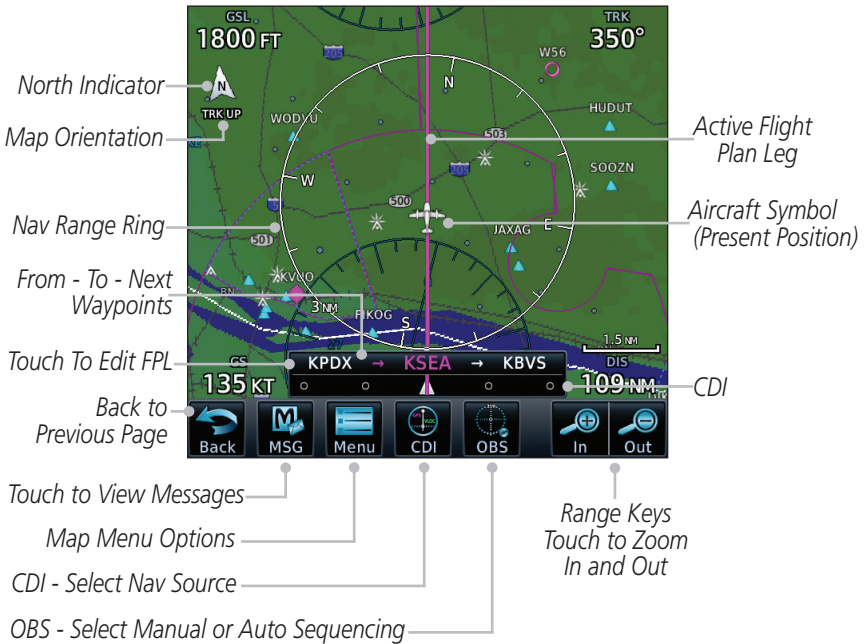 GSL
1800 FT
TRK
350°
W56
205
N
North Indicator
TRK UP
Map Orientation
WODYU
HUDUT
503
Active Flight
Plan Leg
N
205
SOOZN
W
5
500
Nav Range Ring
Aircraft Symbol
(Present Position)
JAXAG
E
501
From - To - Next
Waypoints
KVUO
3 NM
FIKOG
S
1.5 NM
GS
135 KT
DIS
109 NM
Touch To Edit FPL
KPDX → KSEA → KBVS
CDI
Back to
Previous Page
Back
MSG
Menu
CDI
OBS
In
Out
Touch to View Messages
Map Menu Options
Range Keys
Touch to Zoom
In and Out
CDI - Select Nav Source
OBS - Select Manual or Auto Sequencing